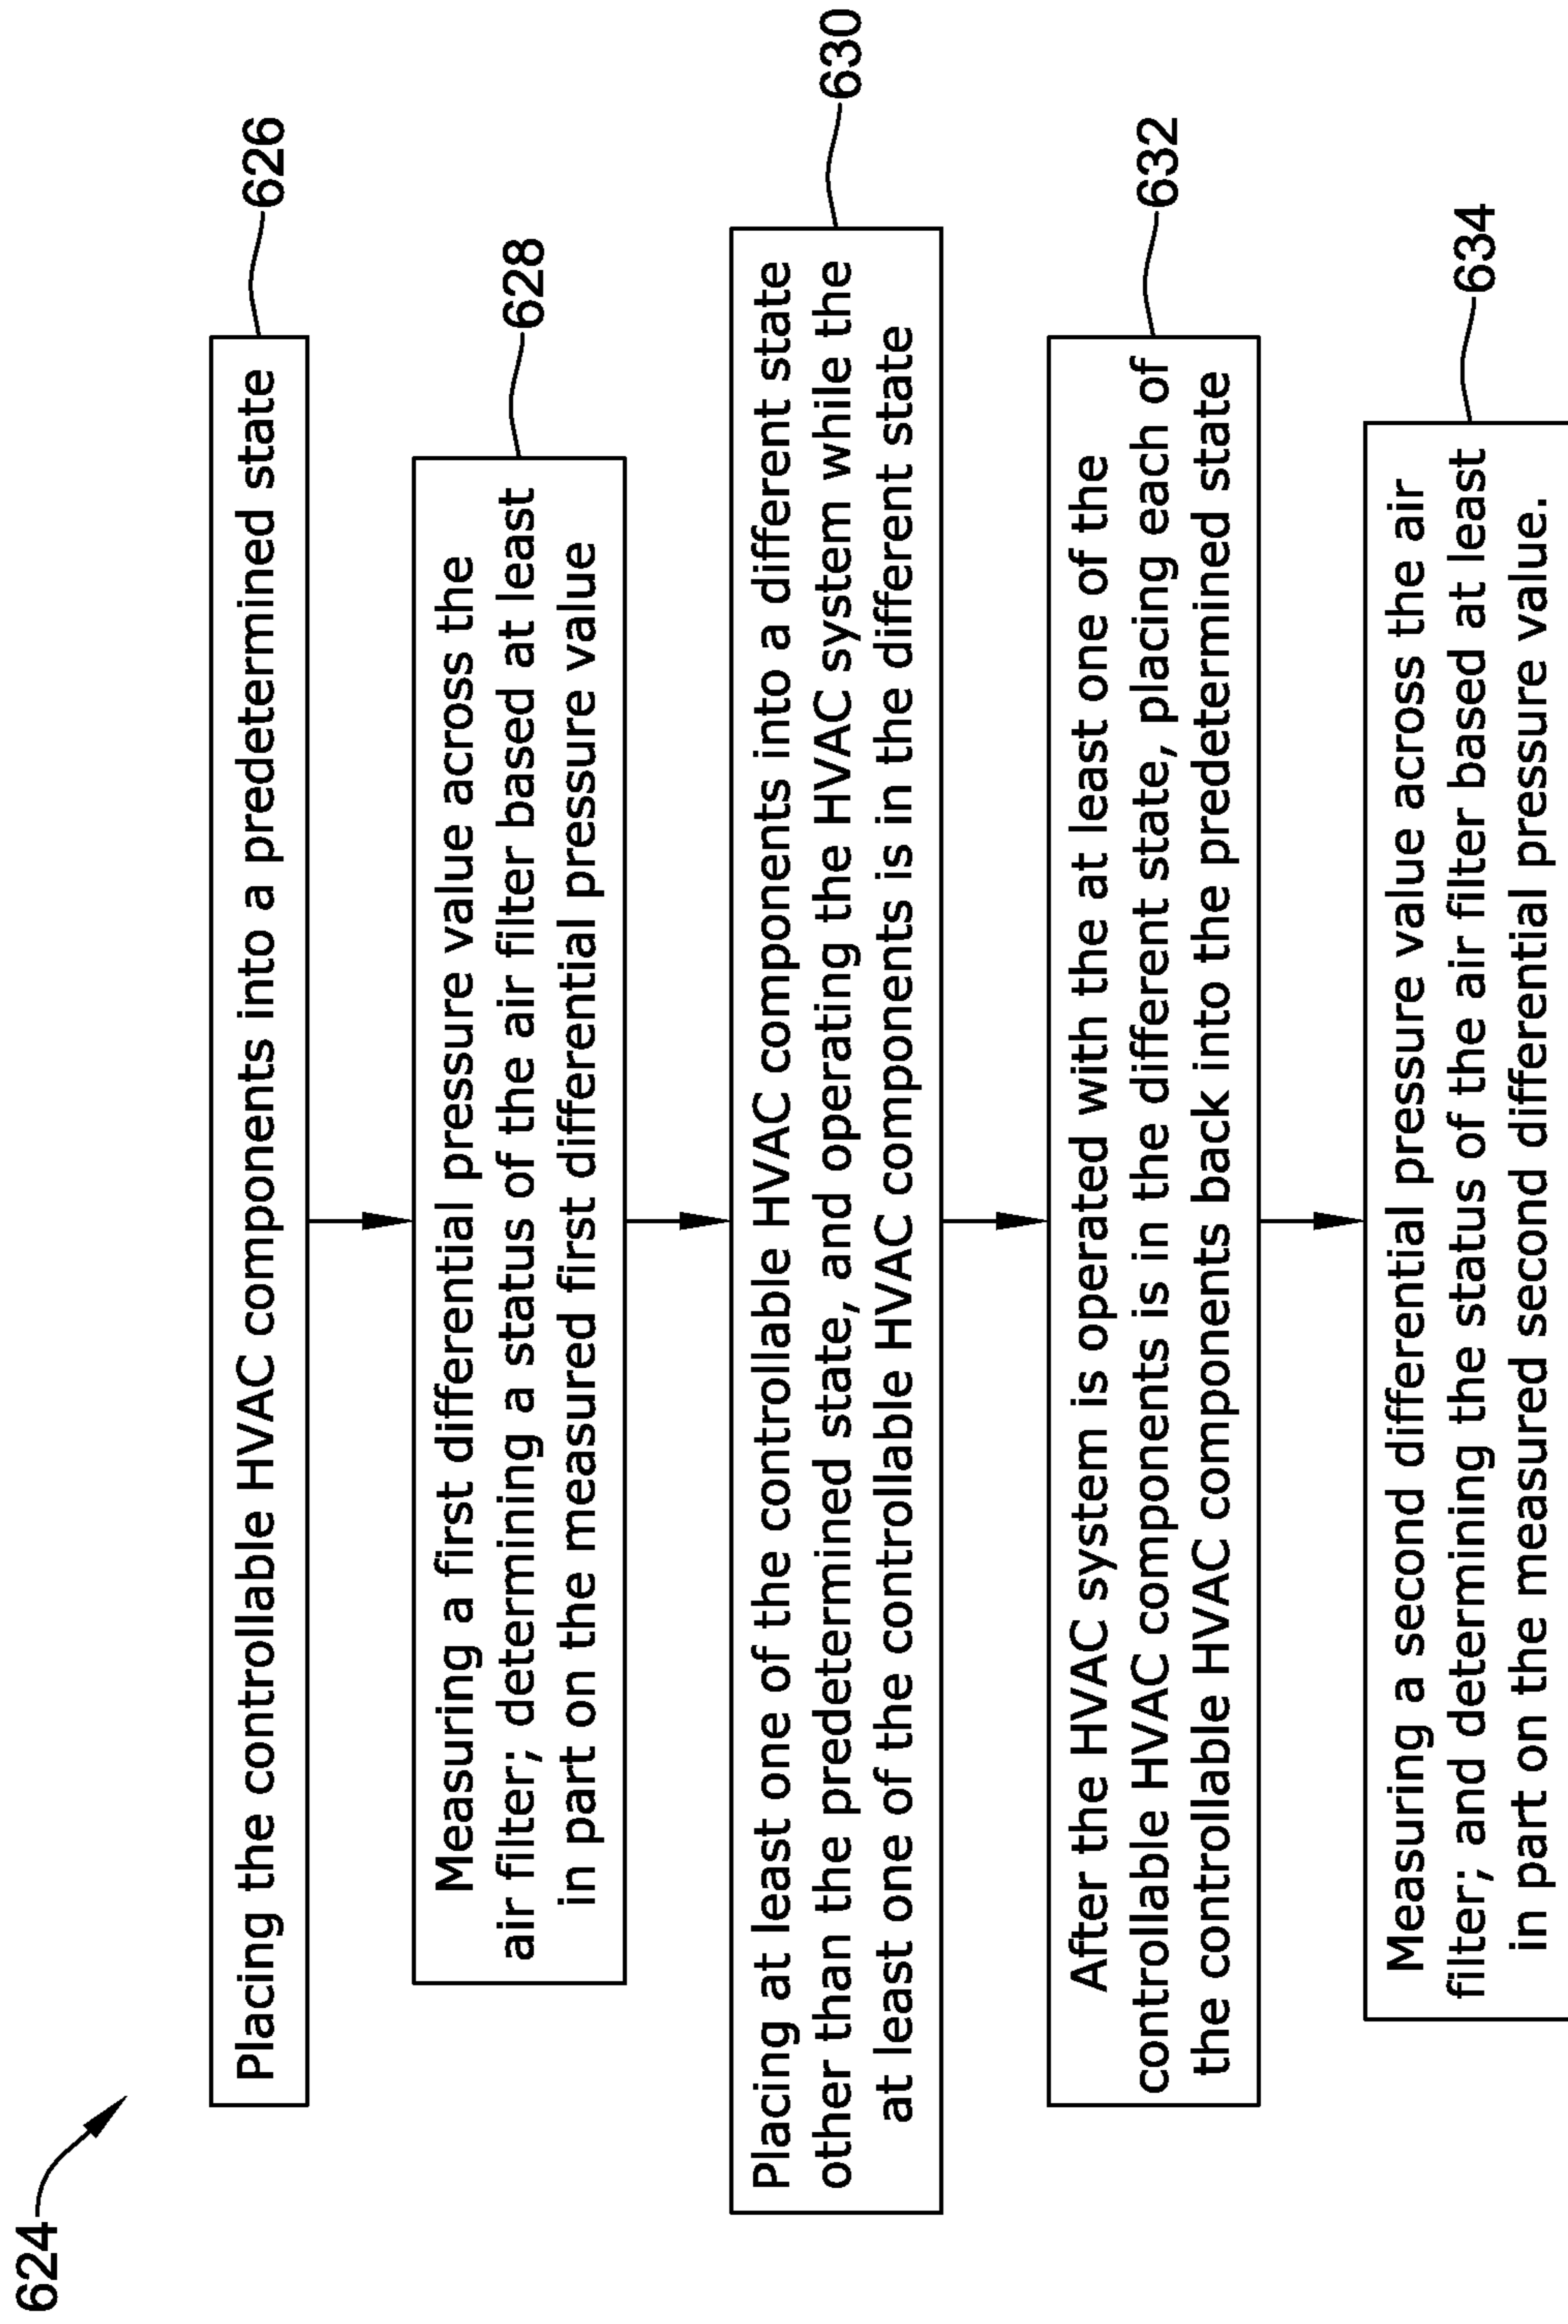 624
Placing the controllable HVAC components into a predetermined state
626
Measuring a first differential pressure value across the
air filter; determining a status of the air filter based at least
in part on the measured first differential pressure value
628
Placing at least one of the controllable HVAC components into a different state
other than the predetermined state, and operating the HVAC system while the
at least one of the controllable HVAC components is in the different state
630
After the HVAC system is operated with the at least one of the
controllable HVAC components is in the different state, placing each of
the controllable HVAC components back into the predetermined state
632
Measuring a second different pressure value across the air
filter; and determining the status of the air filter based at least
in part on the measured second differential pressure value.
634